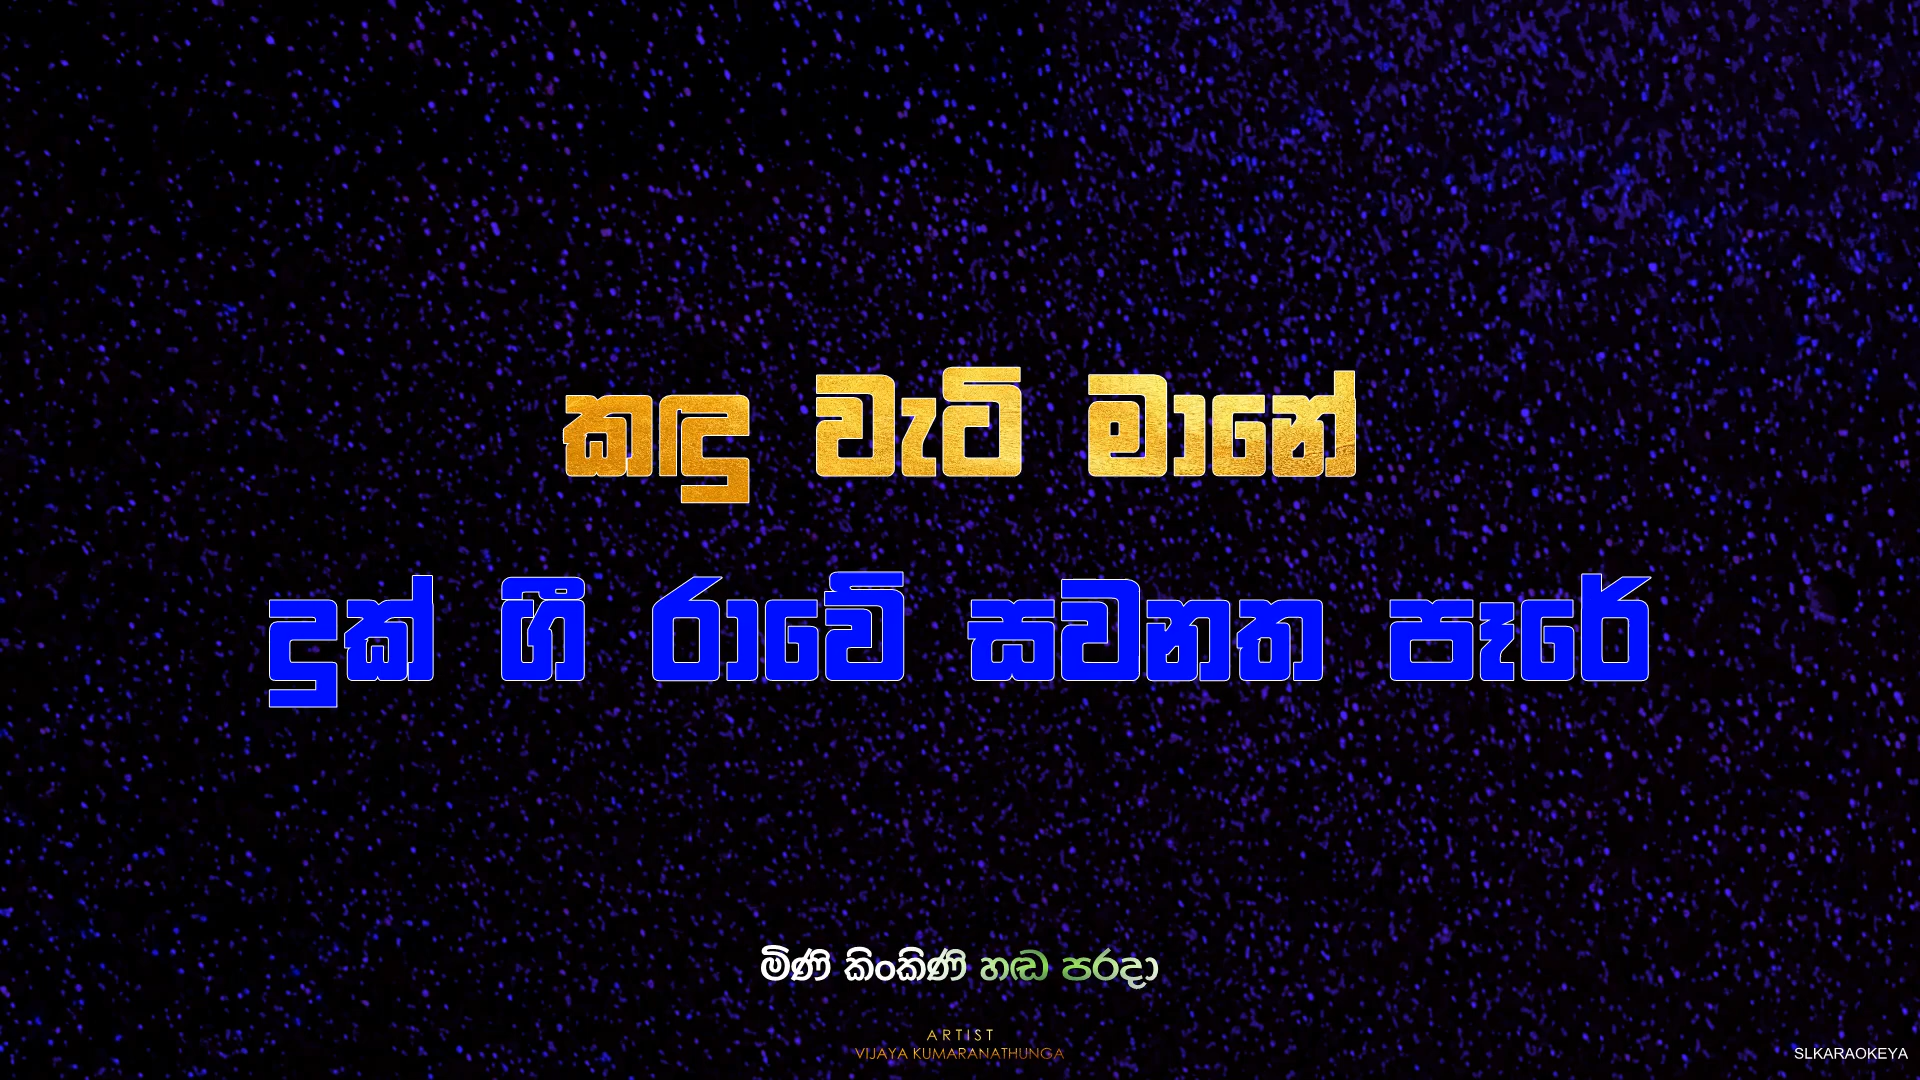 කඳු වැටි මානේ
දුක් ගී රාවේ සවනත පෑරේ
මිණි කිංකිණි හඬ පරදා
ARTIST
VIJAYA KUMARANATHUNGA
SLKARAOKEYA